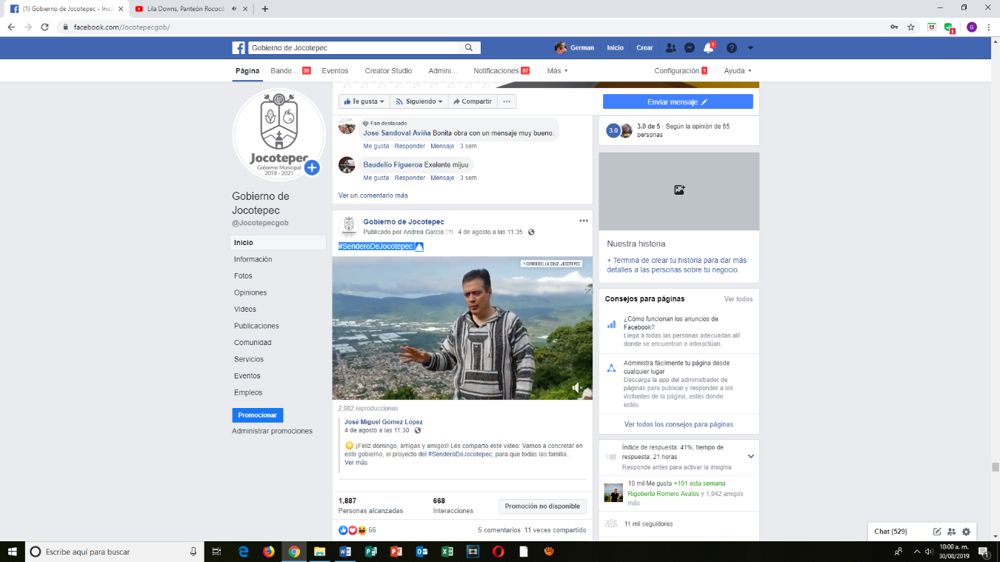 (1) Gobierno de Jocotepec - Inic
Lila Downs, Panteón Rococó
facebook.com/Jocotepecgob/
G
Gobierno de Jocotepec
German
Inicio
Crear
1
Página
Bande... 35
Eventos
Creator Studio
Admini...
Notificaciones 57
Más
Configuración 1
Ayuda
Te gusta
Siguiendo
Compartir
Enviar mensaje
Jocotepec
Gobierno Municipal
2018 - 2021
Gobierno de
Jocotepec
@Jocotepecgob
Inicio
Información
Fotos
Opiniones
Videos
Publicaciones
Comunidad
Servicios
Eventos
Empleos
Promocionar
Administrar promociones
Fan destacado
Jose Sandoval Aviña Bonita obra con un mensaje muy bueno.
Me gusta · Responder · Mensaje · 3 sem
Baudelio Figueroa Exelente mijuu
Me gusta · Responder · Mensaje · 3 sem
Ver un comentario más
Gobierno de Jocotepec
Publicado por Andrea Garcia [?] · 4 de agosto a las 11:35 ·
#SenderoDeJocotepec
CERRO DE LA CRUZ, JOCOTEPEC
2,982 reproducciones
José Miguel Gómez López
4 de agosto a las 11:30 ·
¡Feliz domingo, amigas y amigos! Les comparto este video: Vamos a concretar en
este gobierno, el proyecto del #SenderoDeJocotepec, para que todas las familia...
Ver más
1,887
Personas alcanzadas
668
Interacciones
Promoción no disponible
66
5 comentarios 11 veces compartido
3.0
3.0 de 5 · Según la opinión de 65
personas
Nuestra historia
+ Termina de crear tu historia para dar más
detalles a las personas sobre tu negocio.
Consejos para páginas
Ver todos
¿Cómo funcionan los anuncios de
Facebook?
Llega a todas las personas adecuadas allí
donde se encuentran e interactúan.
Administra fácilmente tu página desde
cualquier lugar
Descarga la app del administrador de
páginas para publicar y responder a los
visitantes de la página, estés donde
estés.
Ver todos los consejos para páginas
Índice de respuesta: 41%; tiempo de
respuesta: 21 horas
Responde antes para activar la insignia
10 mil Me gusta +101 esta semana
Rigoberto Romero Avalos y 1,042 amigos
más
11 mil seguidores
Chat (529)
Escribe aquí para buscar
10:00 a. m.
30/08/2019
1